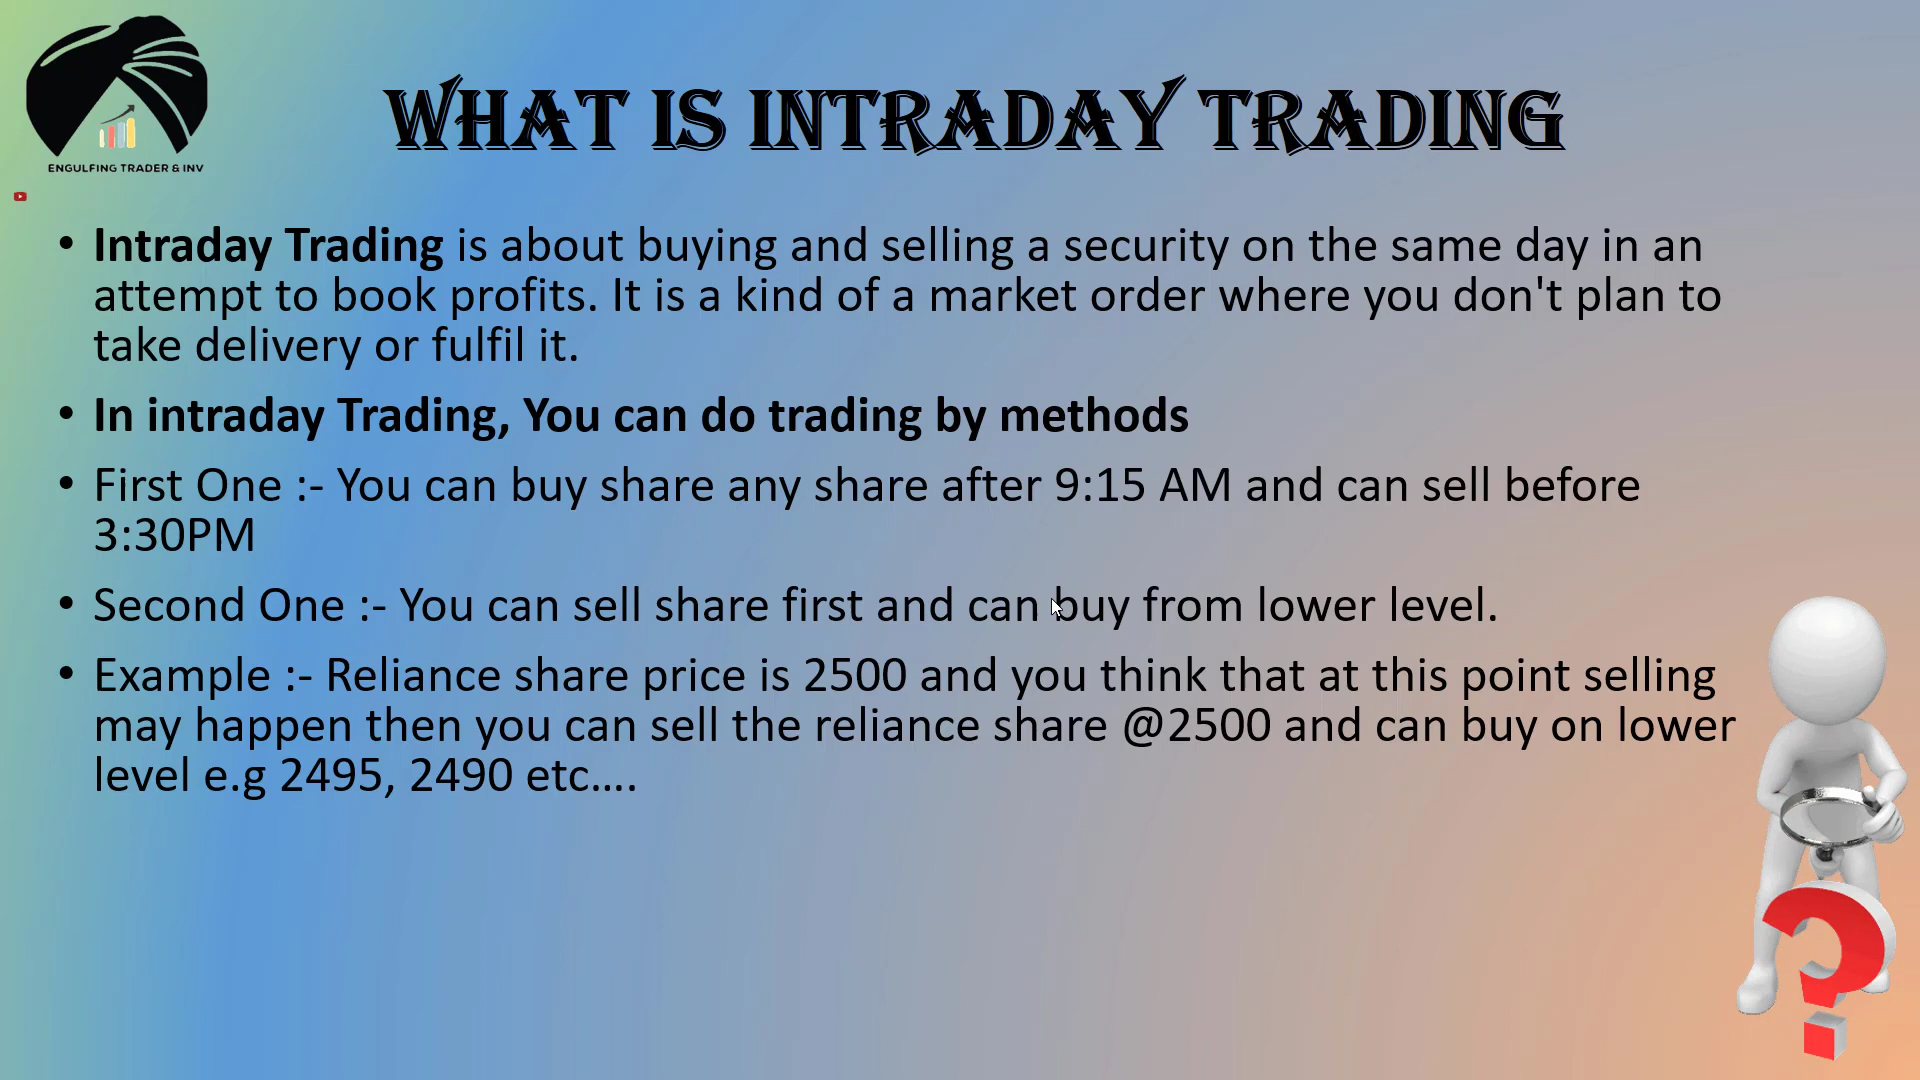 ENGULFING TRADER & INV
WHAT IS INTRADAY TRADING
• Intraday Trading is about buying and selling a security on the same day in an
attempt to book profits. It is a kind of a market order where you don't plan to
take delivery or fulfil it.
• In intraday Trading, You can do trading by methods
• First One :- You can buy share any share after 9:15 AM and can sell before
3:30PM
• Second One :- You can sell share first and can buy from lower level.
• Example :- Reliance share price is 2500 and you think that at this point selling
may happen then you can sell the reliance share @2500 and can buy on lower
level e.g 2495, 2490 etc....
?